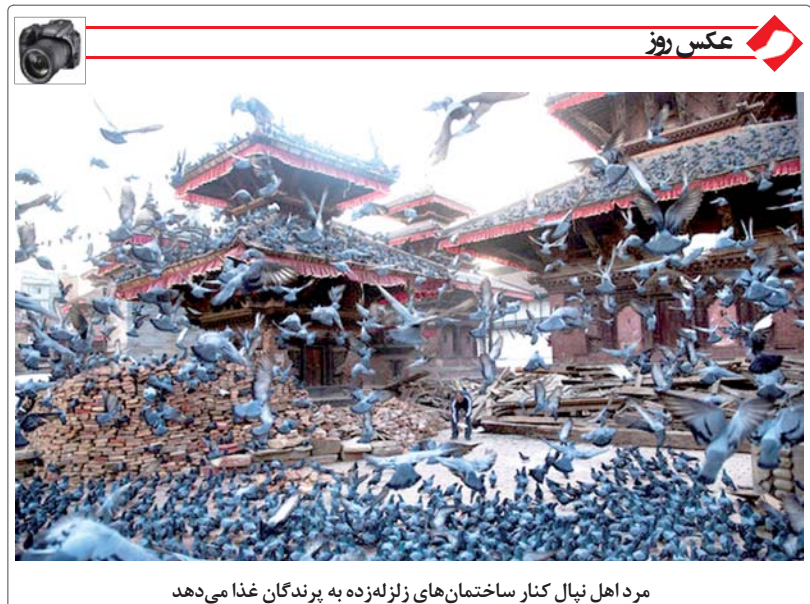 عکس روز
مرد اهل نپال کنار ساختمان‌های زلزله‌زده به پرندگان غذا می‌دهد